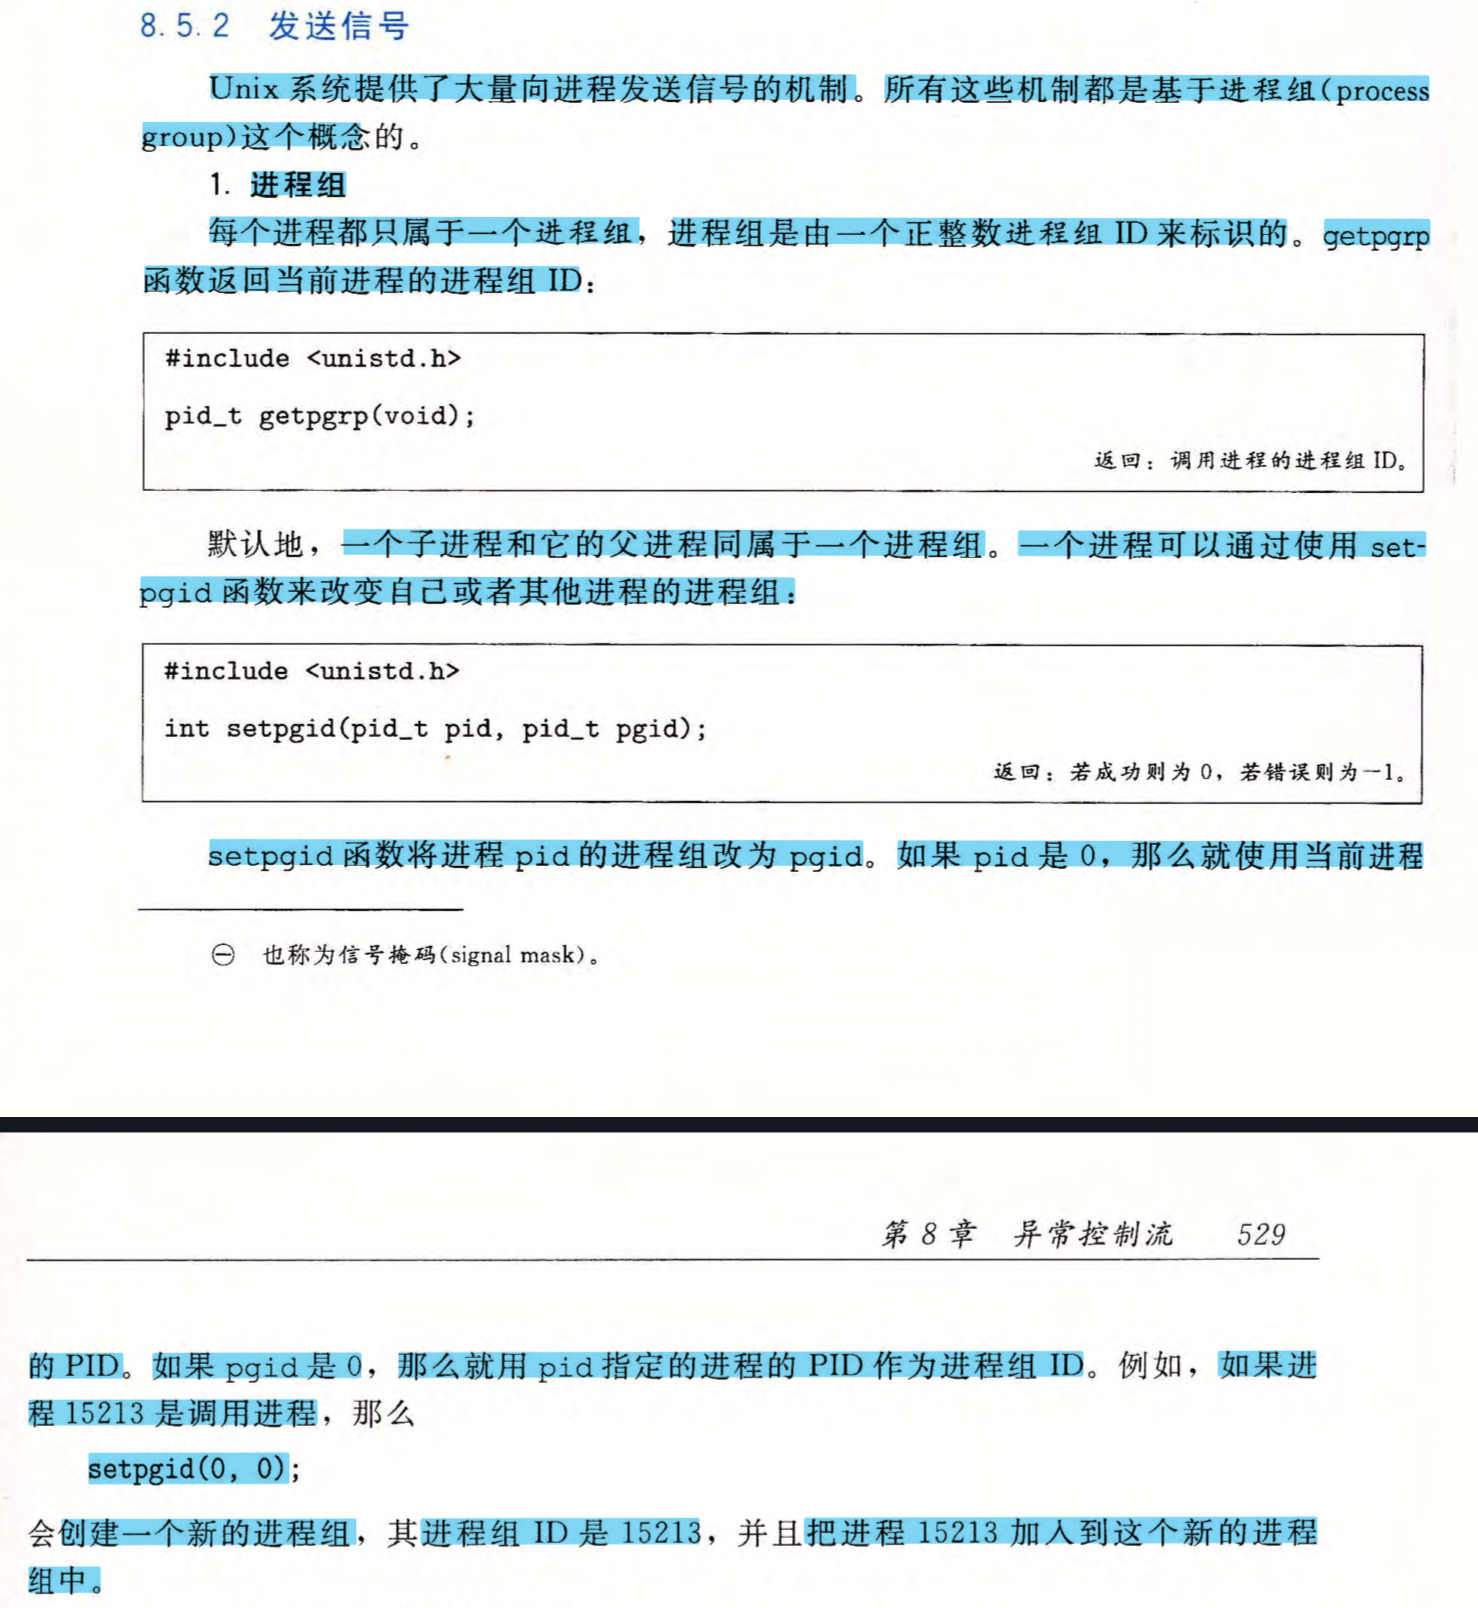 8.5.2 发送信号
Unix 系统提供了大量向进程发送信号的机制。所有这些机制都是基于进程组(process
group)这个概念的。
1. 进程组
每个进程都只属于一个进程组，进程组是由一个正整数进程组 ID 来标识的。getpgrp
函数返回当前进程的进程组 ID：
#include <unistd.h>
pid_t getpgrp(void);
返回：调用进程的进程组 ID。
默认地，一个子进程和它的父进程同属于一个进程组。一个进程可以通过使用 set-
pgid 函数来改变自己或者其他进程的进程组：
#include <unistd.h>
int setpgid(pid_t pid, pid_t pgid);
返回：若成功则为 0，若错误则为－1。
setpgid 函数将进程 pid 的进程组改为 pgid。如果 pid 是 0，那么就使用当前进程
㊀ 也称为信号掩码(signal mask)。
第 8 章 异常控制流 529
的 PID。如果 pgid 是 0，那么就用 pid 指定的进程的 PID 作为进程组 ID。例如，如果进
程 15213 是调用进程，那么
setpgid(0, 0);
会创建一个新的进程组，其进程组 ID 是 15213，并且把进程 15213 加入到这个新的进程
组中。